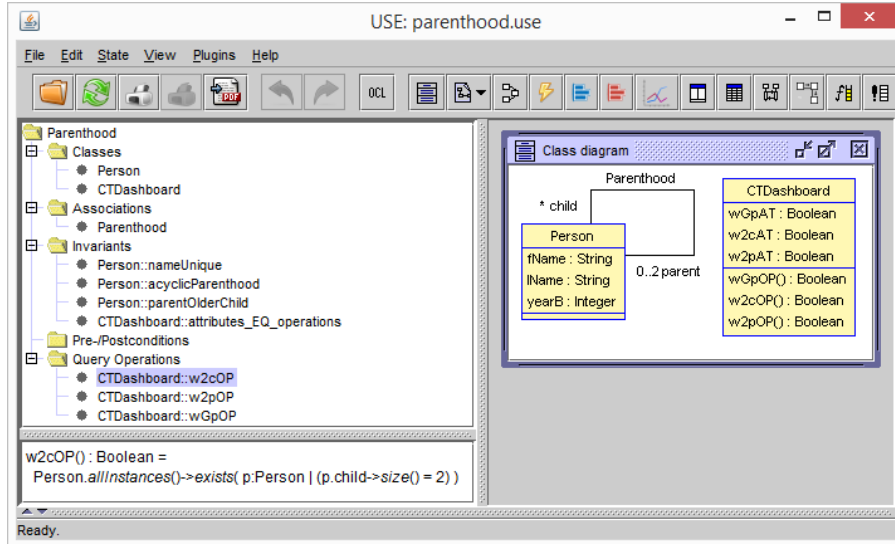 USE: parenthood.use
File Edit State View Plugins Help
PDF
OCL
Parenthood
Classes
Person
CTDashboard
Associations
Parenthood
Invariants
Person::nameUnique
Person::acyclicParenthood
Person::parentOlderChild
CTDashboard::attributes_EQ_operations
Pre-/Postconditions
Query Operations
CTDashboard::w2cOP
CTDashboard::w2pOP
CTDashboard::wGpOP
w2cOP() : Boolean =
Person.allInstances()->exists( p:Person | (p.child->size() = 2) )
Class diagram
Parenthood
* child
Person
fName : String
lName : String
yearB : Integer
0..2 parent
CTDashboard
wGpAT : Boolean
w2cAT : Boolean
w2pAT : Boolean
wGpOP() : Boolean
w2cOP() : Boolean
w2pOP() : Boolean
Ready.